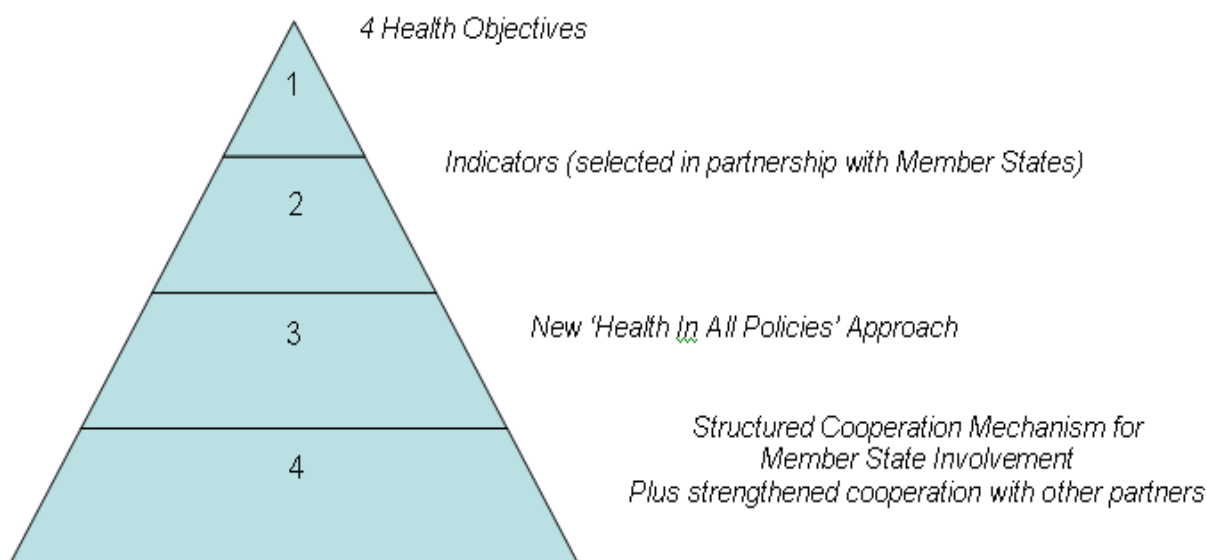 4 Health Objectives
1
Indicators (selected in partnership with Member States)
2
New ‘Health In All Policies’ Approach
3
Structured Cooperation Mechanism for
Member State Involvement
4
Plus strengthened cooperation with other partners